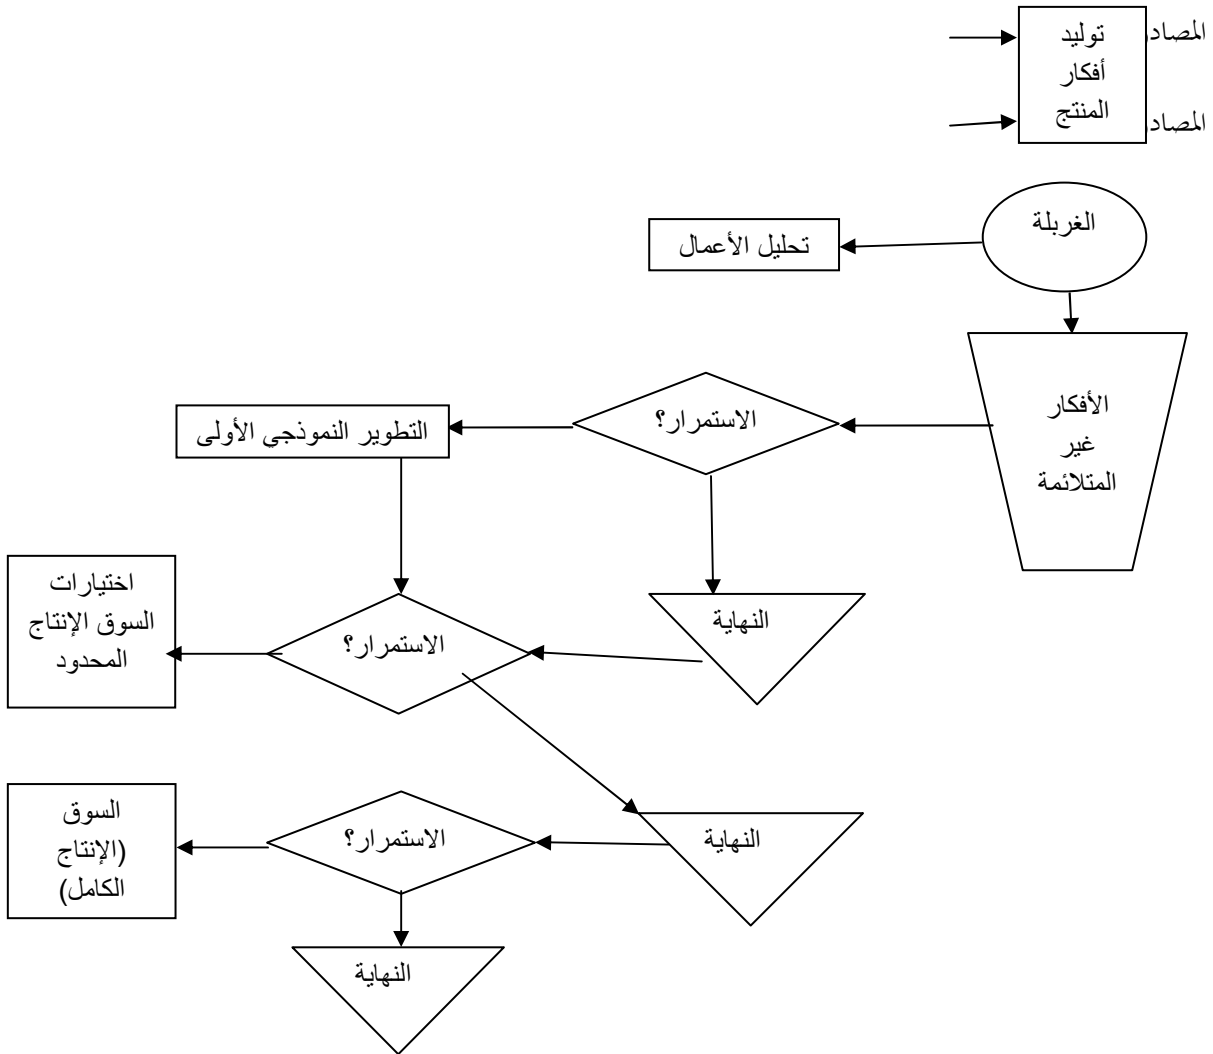 المصادر
توليد
أفكار
المنتج
المصادر
الغربلة
تحليل الأعمال
الأفكار
غير
المتلائمة
الاستمرار؟
التطوير النموذجي الأولى
النهاية
الاستمرار؟
اختيارات
السوق الإنتاج
المحدود
النهاية
الاستمرار؟
السوق
(الإنتاج
الكامل)
النهاية